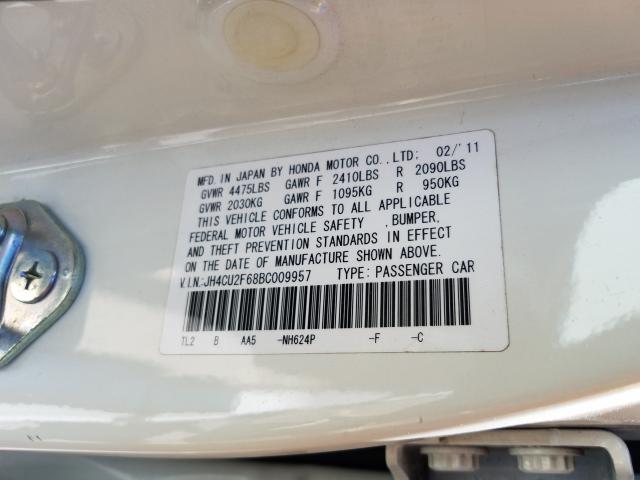 MFD. IN JAPAN BY HONDA MOTOR CO.,LTD: 02/'11
GVWR 4475LBS GAWR F 2410LBS R 2090LBS
GVWR 2030KG GAWR F 1095KG R 950KG
THIS VEHICLE CONFORMS TO ALL APPLICABLE
FEDERAL MOTOR VEHICLE SAFETY ,BUMPER,
AND THEFT PREVENTION STANDARDS IN EFFECT
ON THE DATE OF MANUFACTURE SHOWN ABOVE.
V.I.N:JH4CU2F68BC009957 TYPE: PASSENGER CAR
TL2 B AA5 -NH624P -F -C